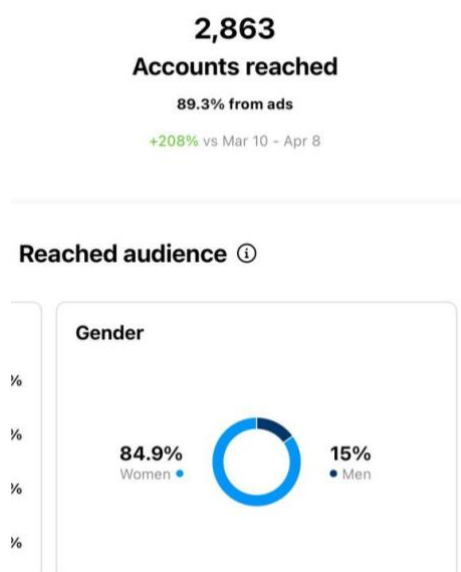 2,863
Accounts reached
89.3% from ads
+208% vs Mar 10 - Apr 8
Reached audience
Gender
%
%
84.9%
15%
Women
Men
%
%